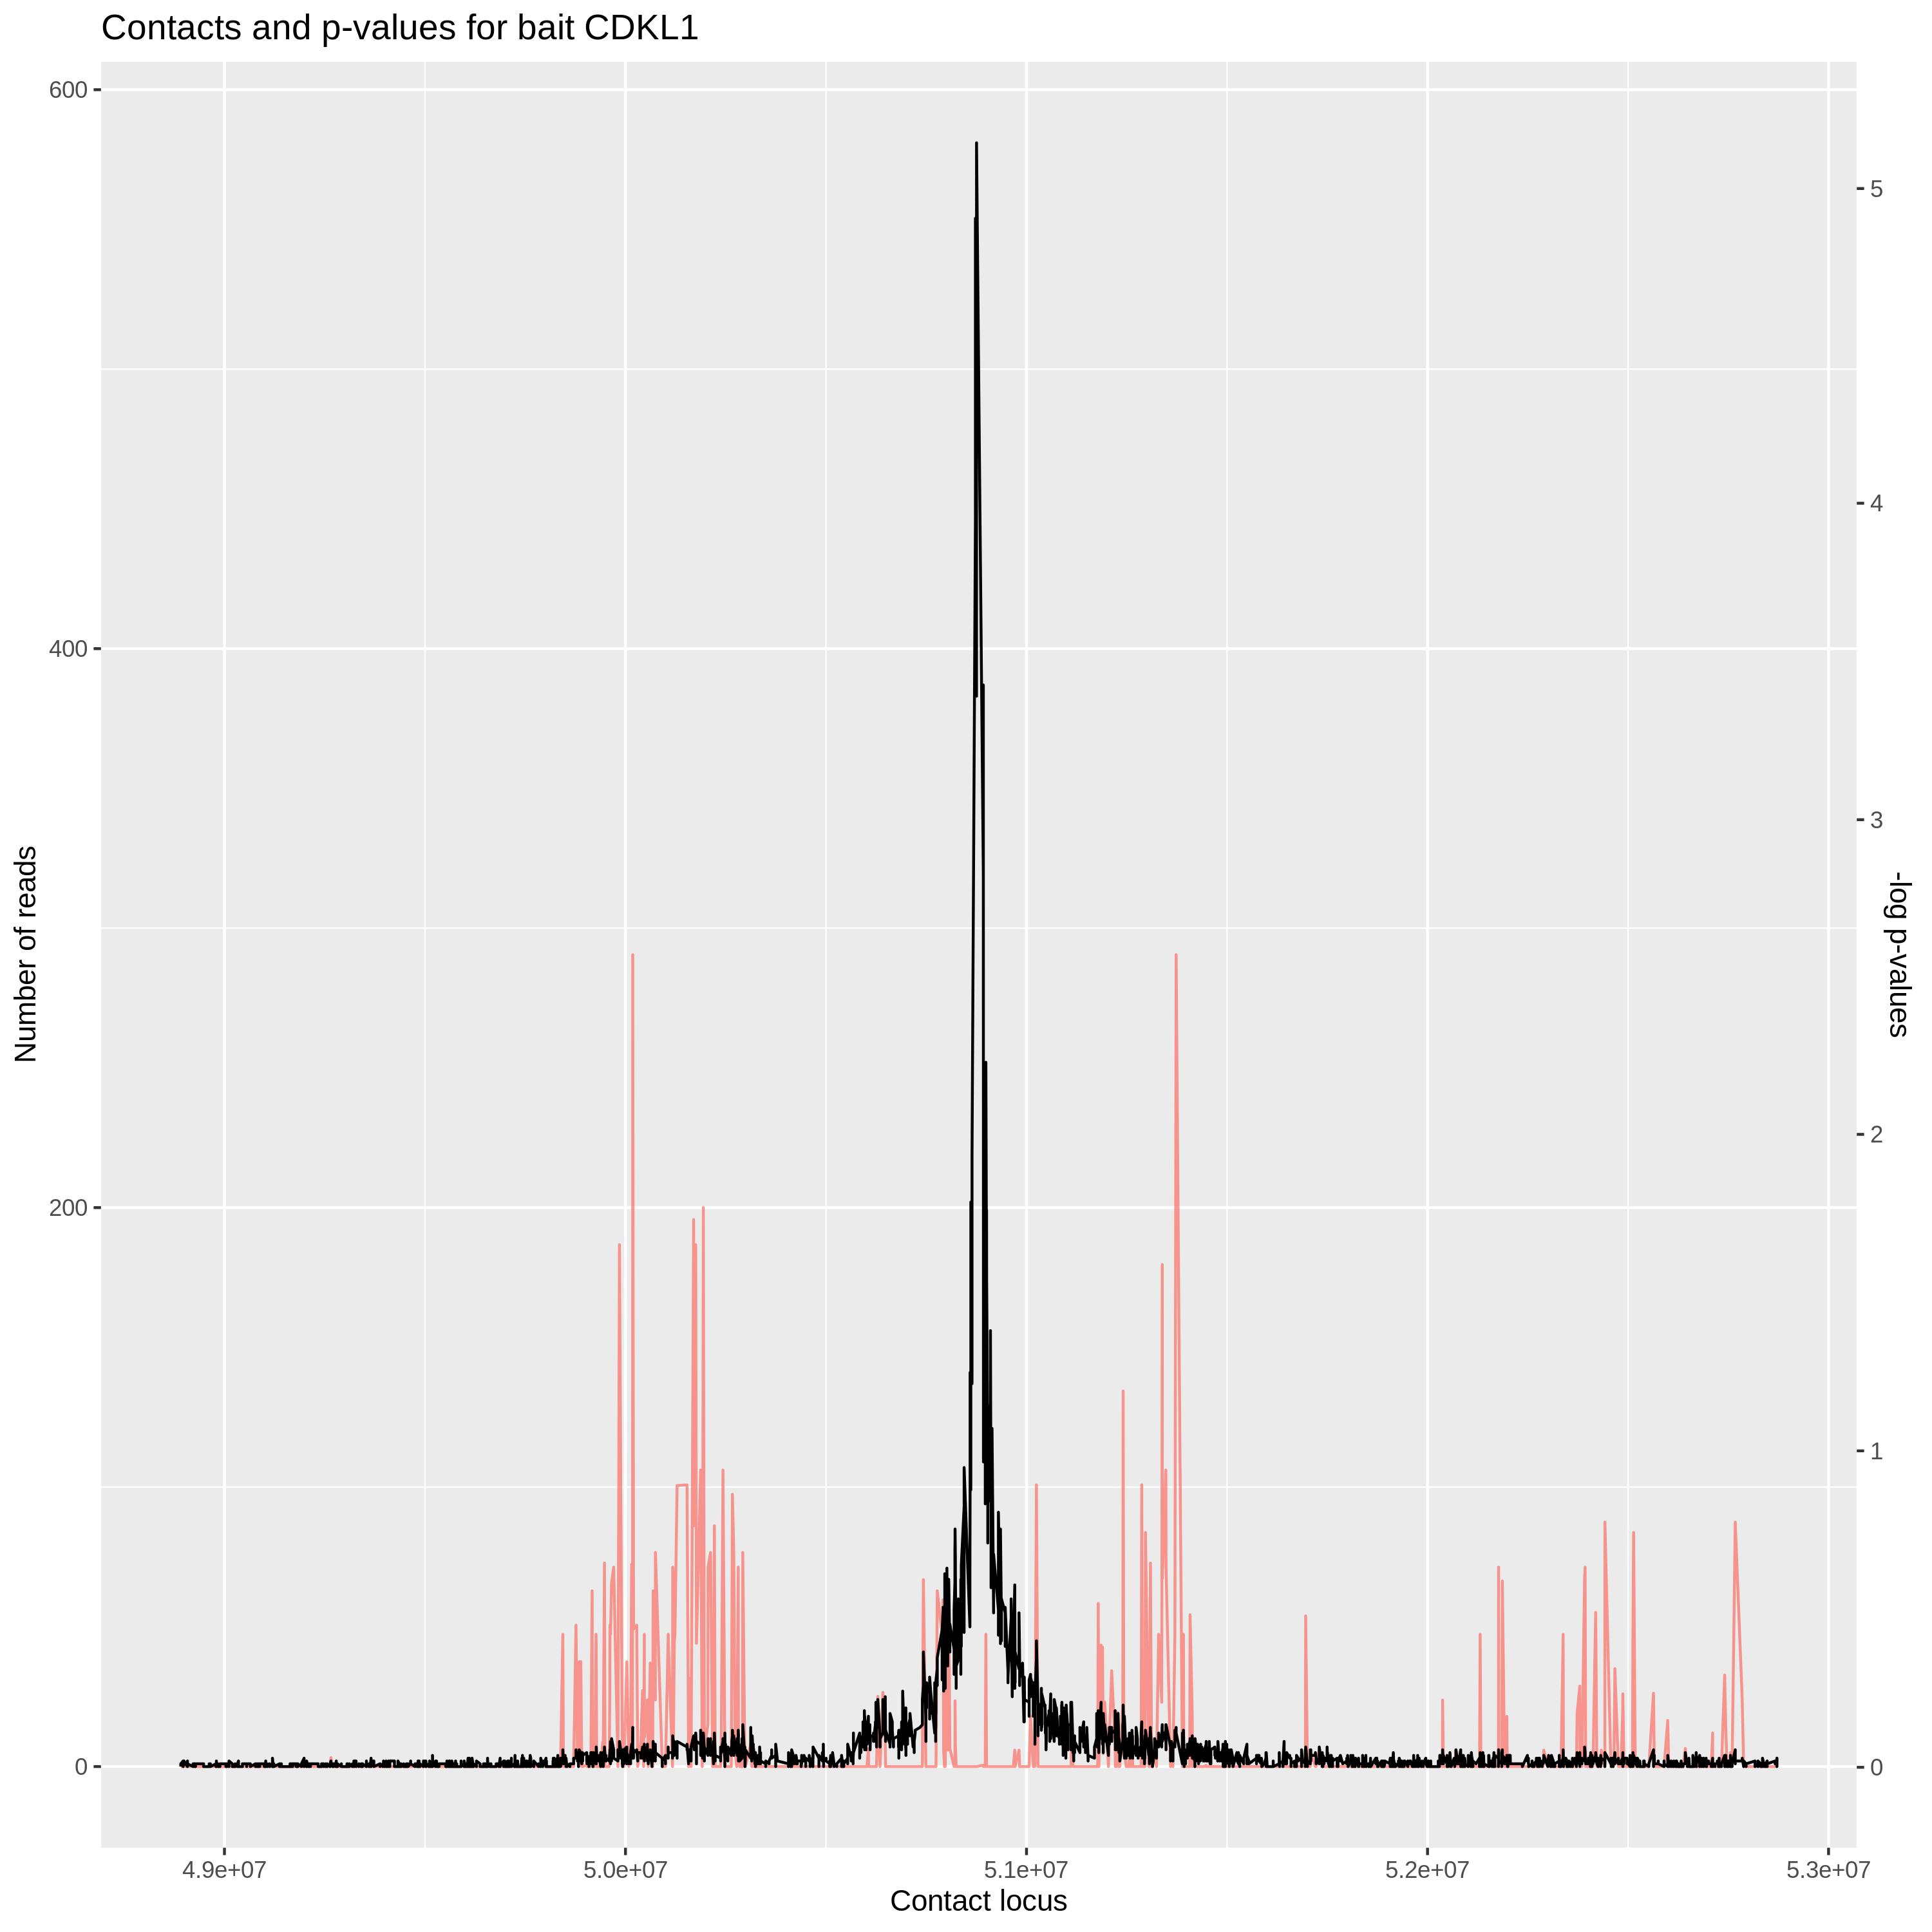 Contacts and p-values for bait CDKL1
600
400
200
0
Number of reads
5
4
3
2
1
0
-log p-values
4.9e+07
5.0e+07
5.1e+07
5.2e+07
5.3e+07
Contact locus